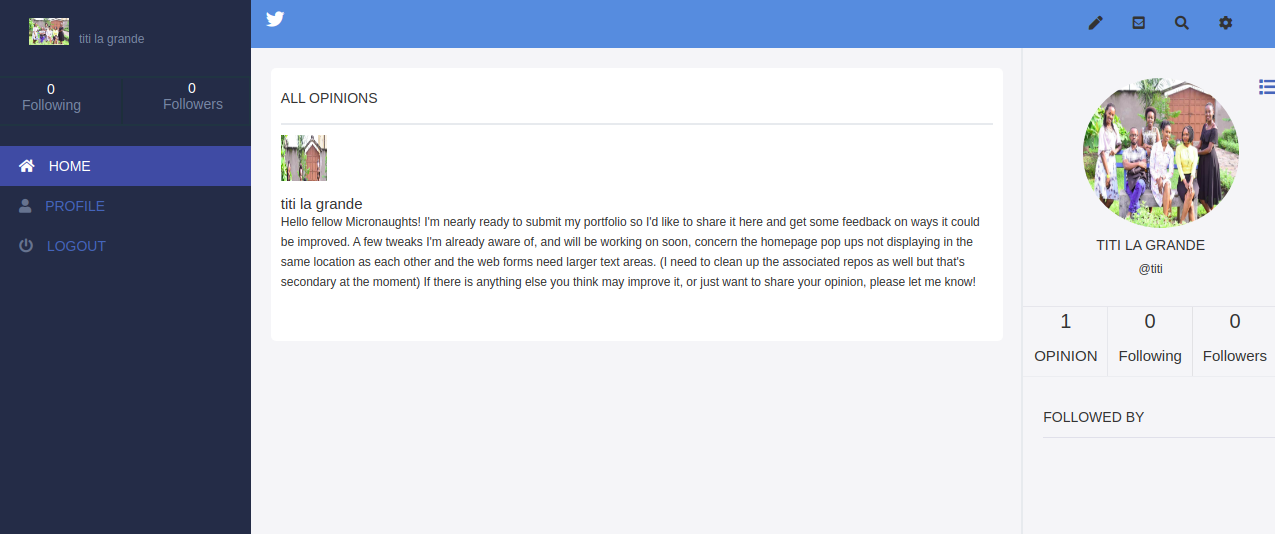 titi la grande
0
Following
0
Followers
HOME
PROFILE
LOGOUT
ALL OPINIONS
titi la grande
Hello fellow Micronaughts! I'm nearly ready to submit my portfolio so I'd like to share it here and get some feedback on ways it could
be improved. A few tweaks I'm already aware of, and will be working on soon, concern the homepage pop ups not displaying in the
same location as each other and the web forms need larger text areas. (I need to clean up the associated repos as well but that's
secondary at the moment) If there is anything else you think may improve it, or just want to share your opinion, please let me know!
TITI LA GRANDE
@titi
1
OPINION
0
Following
0
Followers
FOLLOWED BY